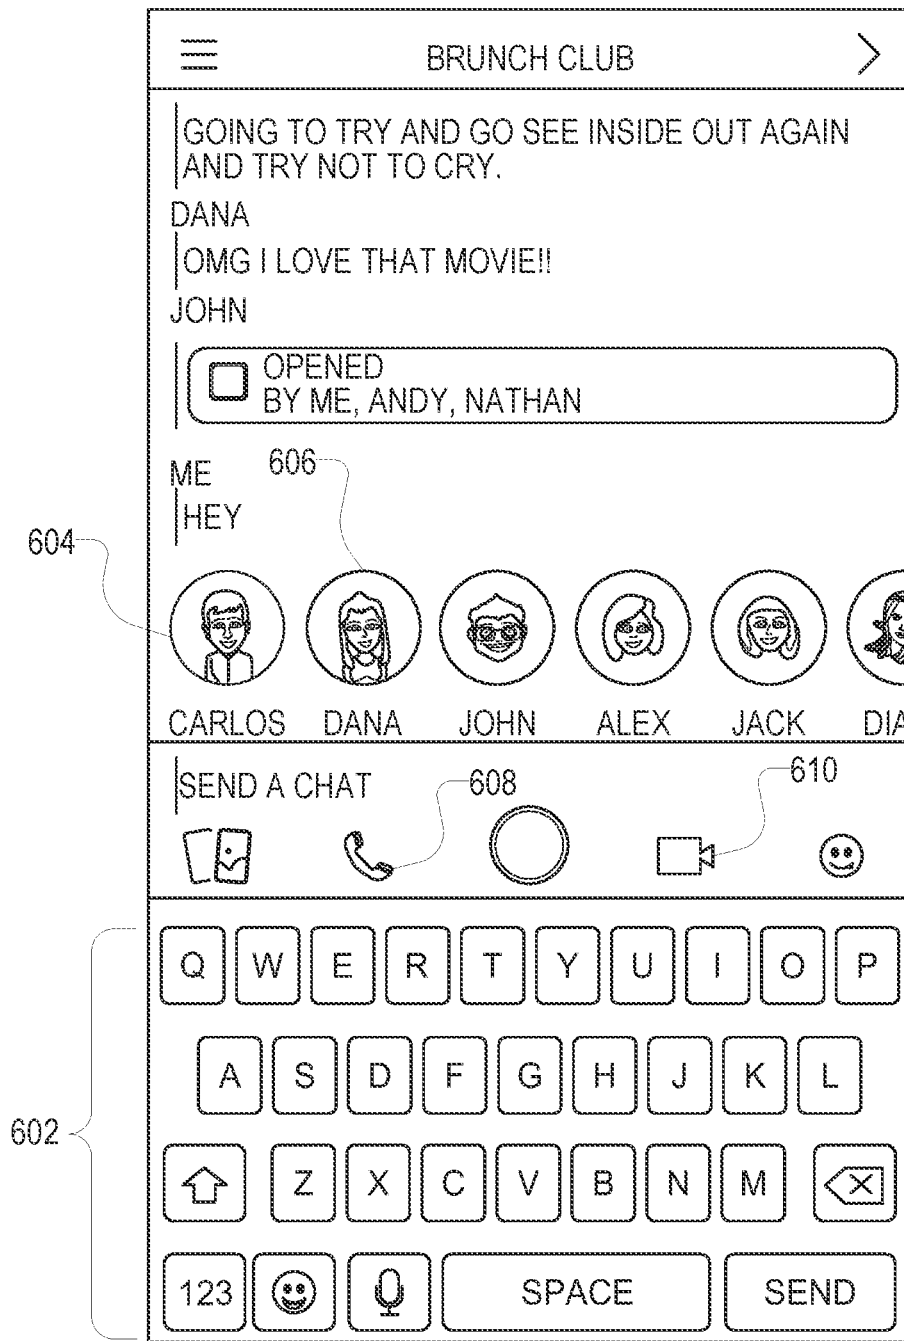 BRUNCH CLUB
GOING TO TRY AND GO SEE INSIDE OUT AGAIN
AND TRY NOT TO CRY.
DANA
OMG I LOVE THAT MOVIE!!
JOHN
OPENED
BY ME, ANDY, NATHAN
ME
606
HEY
604
CARLOS DANA JOHN ALEX JACK DIA
SEND A CHAT
608
610
Q W E R T Y U I O P
A S D F G H J K L
602
Z X C V B N M
123 SPACE SEND